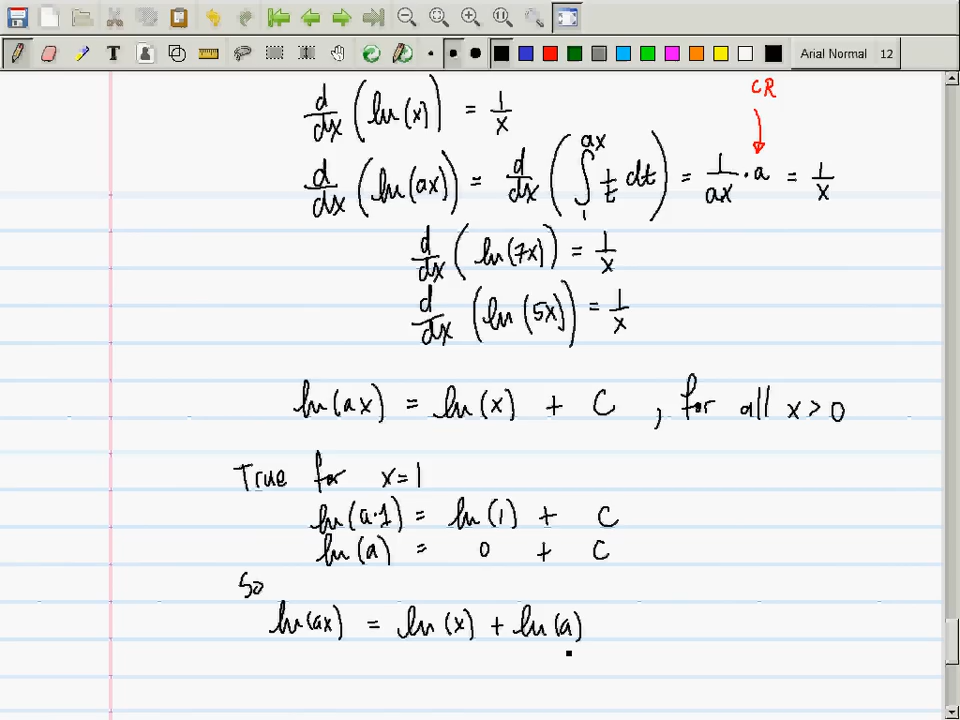 Arial Normal 12
CR
d/dx (ln(x)) = 1/x
d/dx (ln(ax)) = d/dx (∫₁^ax 1/t dt) = 1/ax · a = 1/x
d/dx (ln(7x)) = 1/x
d/dx (ln(5x)) = 1/x
ln(ax) = ln(x) + C , for all x > 0
True for x=1
ln(a·1) = ln(1) + C
ln(a) = 0 + C
So
ln(ax) = ln(x) + ln(a)